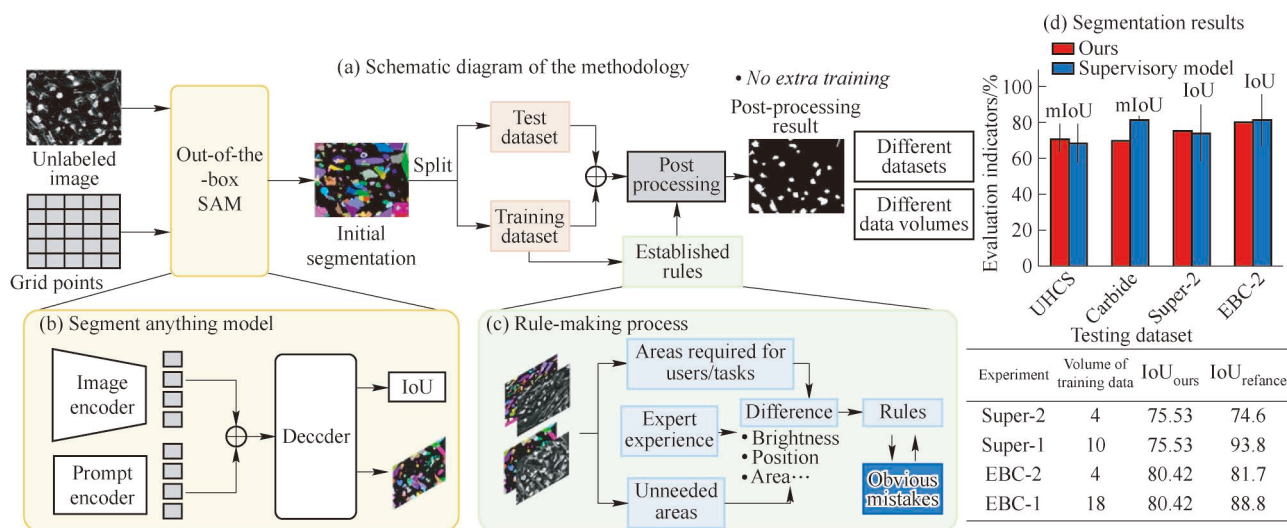 (a) Schematic diagram of the methodology
Unlabeled
image
Grid points
Out-of-the
-box
SAM
Initial
segmentation
Split
Test
dataset
Training
dataset
Post
processing
Established
rules
• No extra training
Post-processing
result
Different
datasets
Different
data volumes
(b) Segment anything model
Image
encoder
Prompt
encoder
Deccder
IoU
(c) Rule-making process
Areas required for
users/tasks
Expert
experience
Unneeded
areas
Difference
• Brightness
• Position
• Area…
Rules
Obvious
mistakes
(d) Segmentation results
Ours
Supervisory model
Evaluation indicators/%
100
80
60
40
20
0
mIoU
mIoU
IoU
IoU
UHCS
Carbide
Super-2
EBC-2
Testing dataset
Experiment Volume of training data IoUours IoUrefance
Super-2 4 75.53 74.6
Super-1 10 75.53 93.8
EBC-2 4 80.42 81.7
EBC-1 18 80.42 88.8